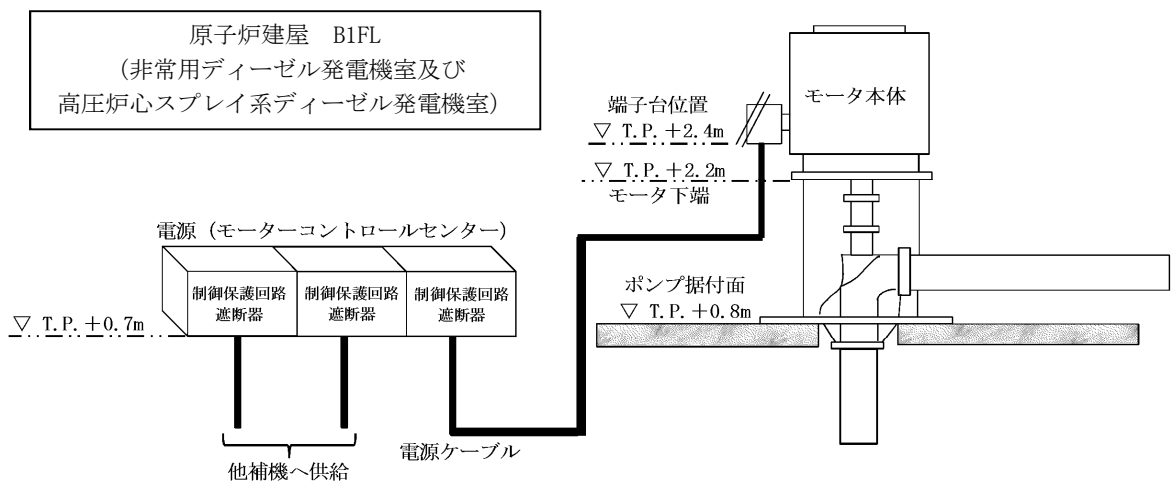 原子炉建屋　B1FL
（非常用ディーゼル発電機室及び
高圧炉心スプレイ系ディーゼル発電機室）
モータ本体
端子台位置
▽ T.P.＋2.4m
▽ T.P.＋2.2m
モータ下端
電源（モーターコントロールセンター）
制御保護回路
遮断器
制御保護回路
遮断器
制御保護回路
遮断器
▽ T.P.＋0.7m
ポンプ据付面
▽ T.P.＋0.8m
電源ケーブル
他補機へ供給